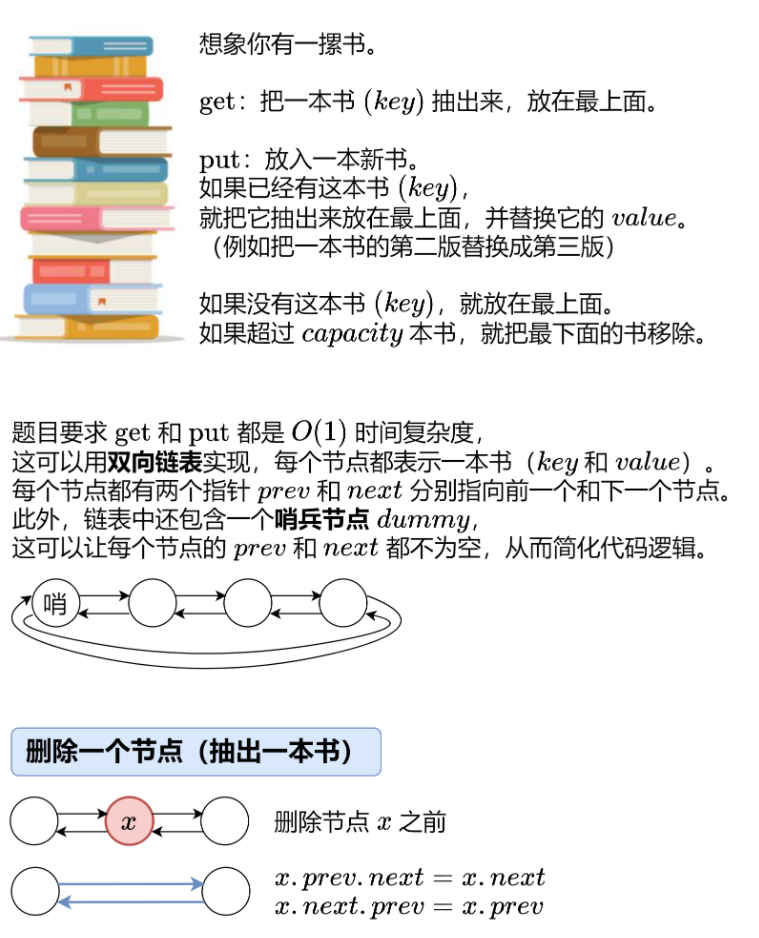 想象你有一摞书。
get：把一本书 (key) 抽出来，放在最上面。
put：放入一本新书。
如果已经有这本书 (key)，
就把它抽出来放在最上面，并替换它的 value。
（例如把一本书的第二版替换成第三版）
如果没有这本书 (key)，就放在最上面。
如果超过 capacity 本书，就把最下面的书移除。
题目要求 get 和 put 都是 O(1) 时间复杂度，
这可以用双向链表实现，每个节点都表示一本书（key 和 value）。
每个节点都有两个指针 prev 和 next 分别指向前一个和下一个节点。
此外，链表中还包含一个哨兵节点 dummy，
这可以让每个节点的 prev 和 next 都不为空，从而简化代码逻辑。
哨
删除一个节点（抽出一本书）
x
删除节点 x 之前
x.prev.next = x.next
x.next.prev = x.prev